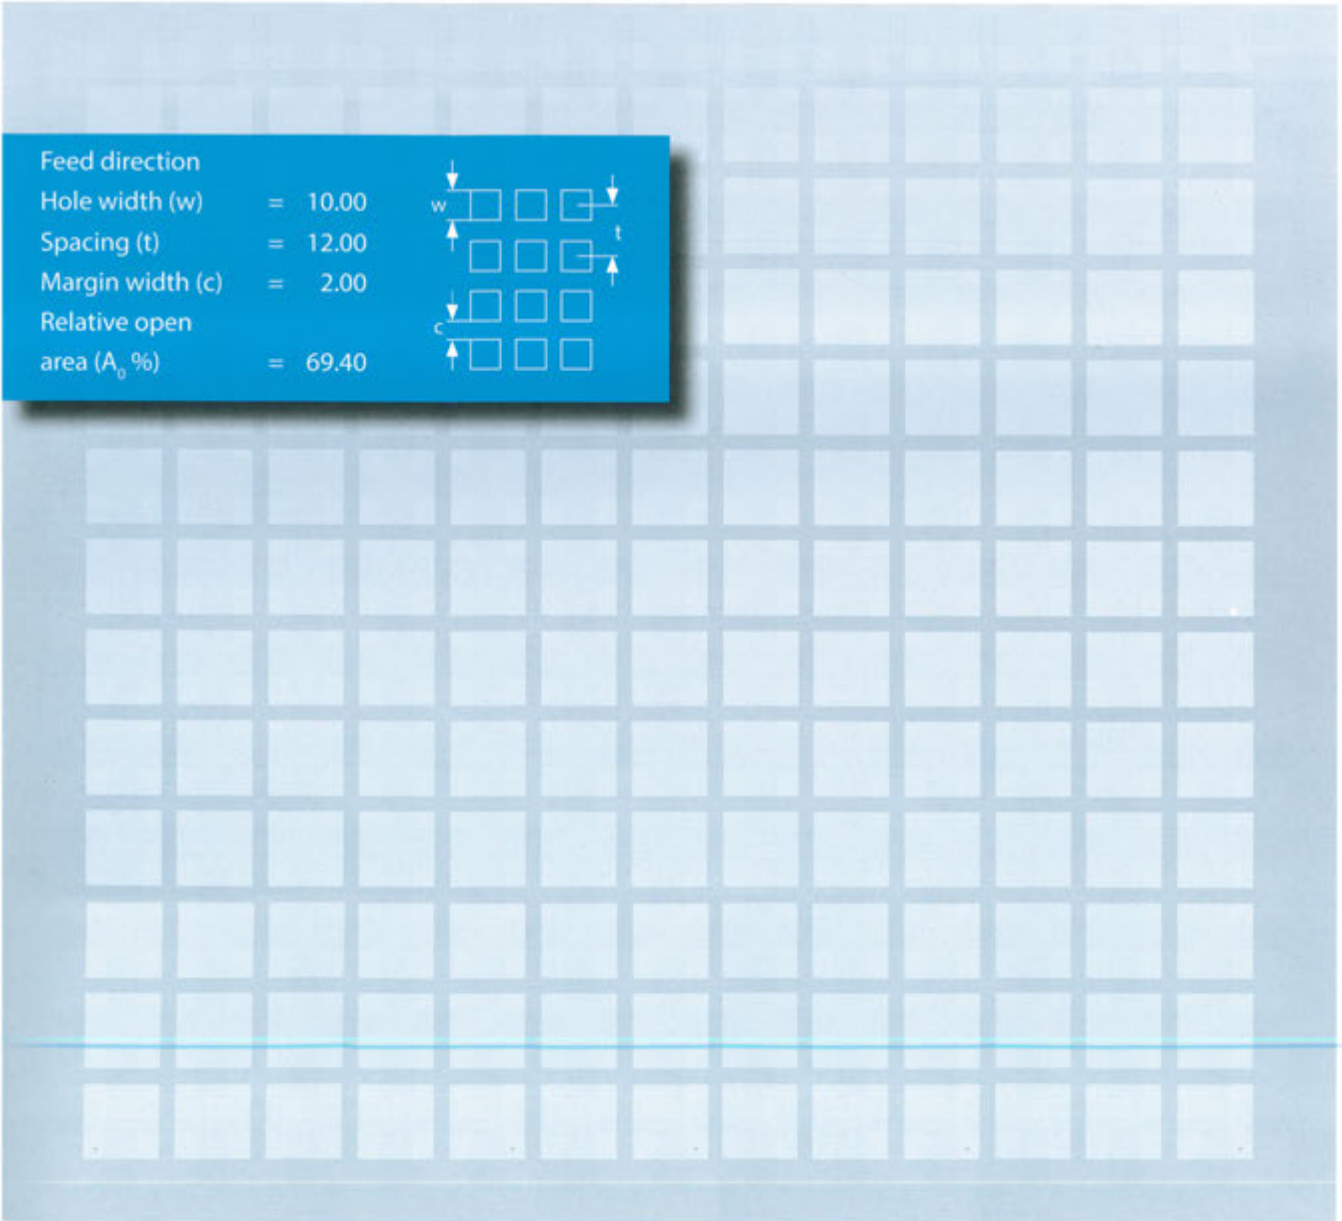 Feed direction
Hole width (w) = 10.00
Spacing (t) = 12.00
Margin width (c) = 2.00
Relative open
area (A₀ %) = 69.40
w
t
c